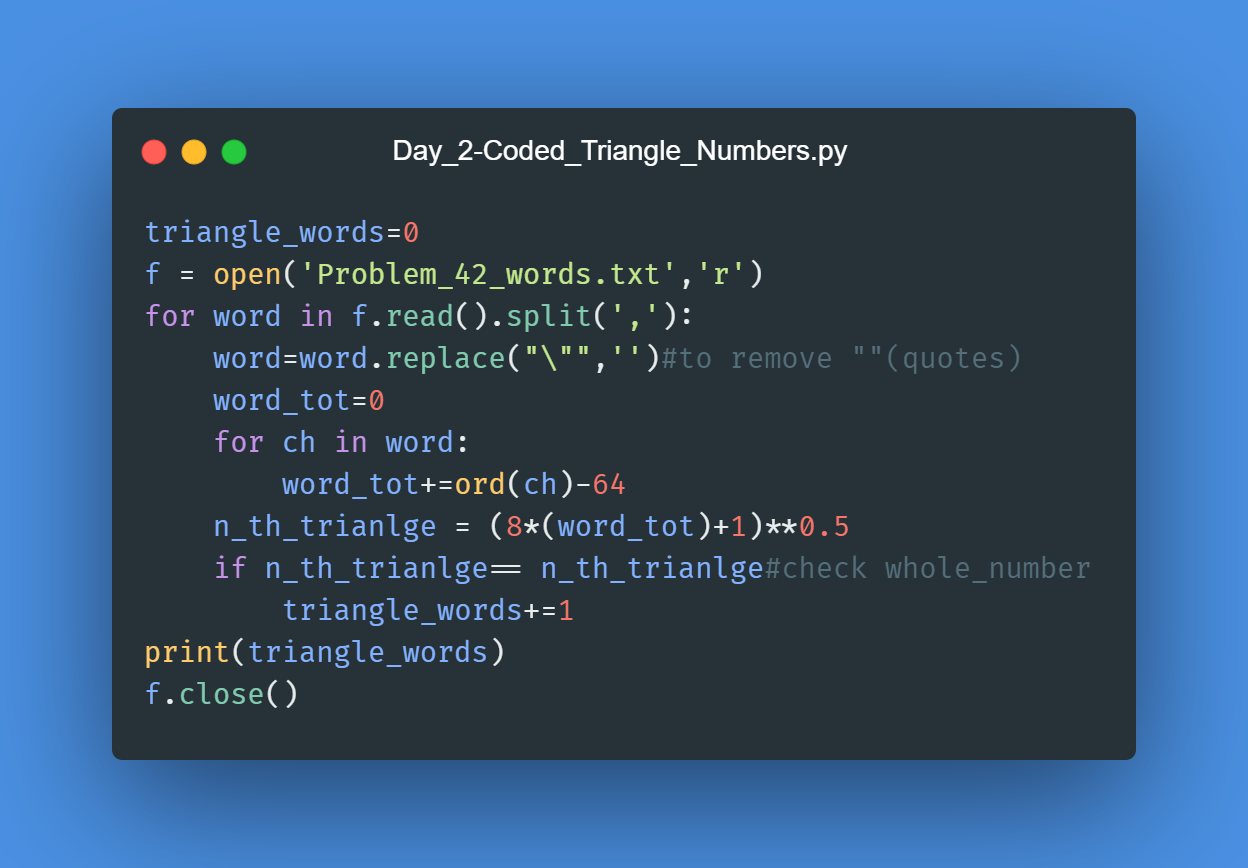 Day_2-Coded_Triangle_Numbers.py
triangle_words=0
f = open('Problem_42_words.txt','r')
for word in f.read().split(','):
    word=word.replace("\"",'')#to remove ""(quotes)
    word_tot=0
    for ch in word:
        word_tot+=ord(ch)-64
    n_th_trianlge = (8*(word_tot)+1)**0.5
    if n_th_trianlge== n_th_trianlge#check whole_number
        triangle_words+=1
print(triangle_words)
f.close()